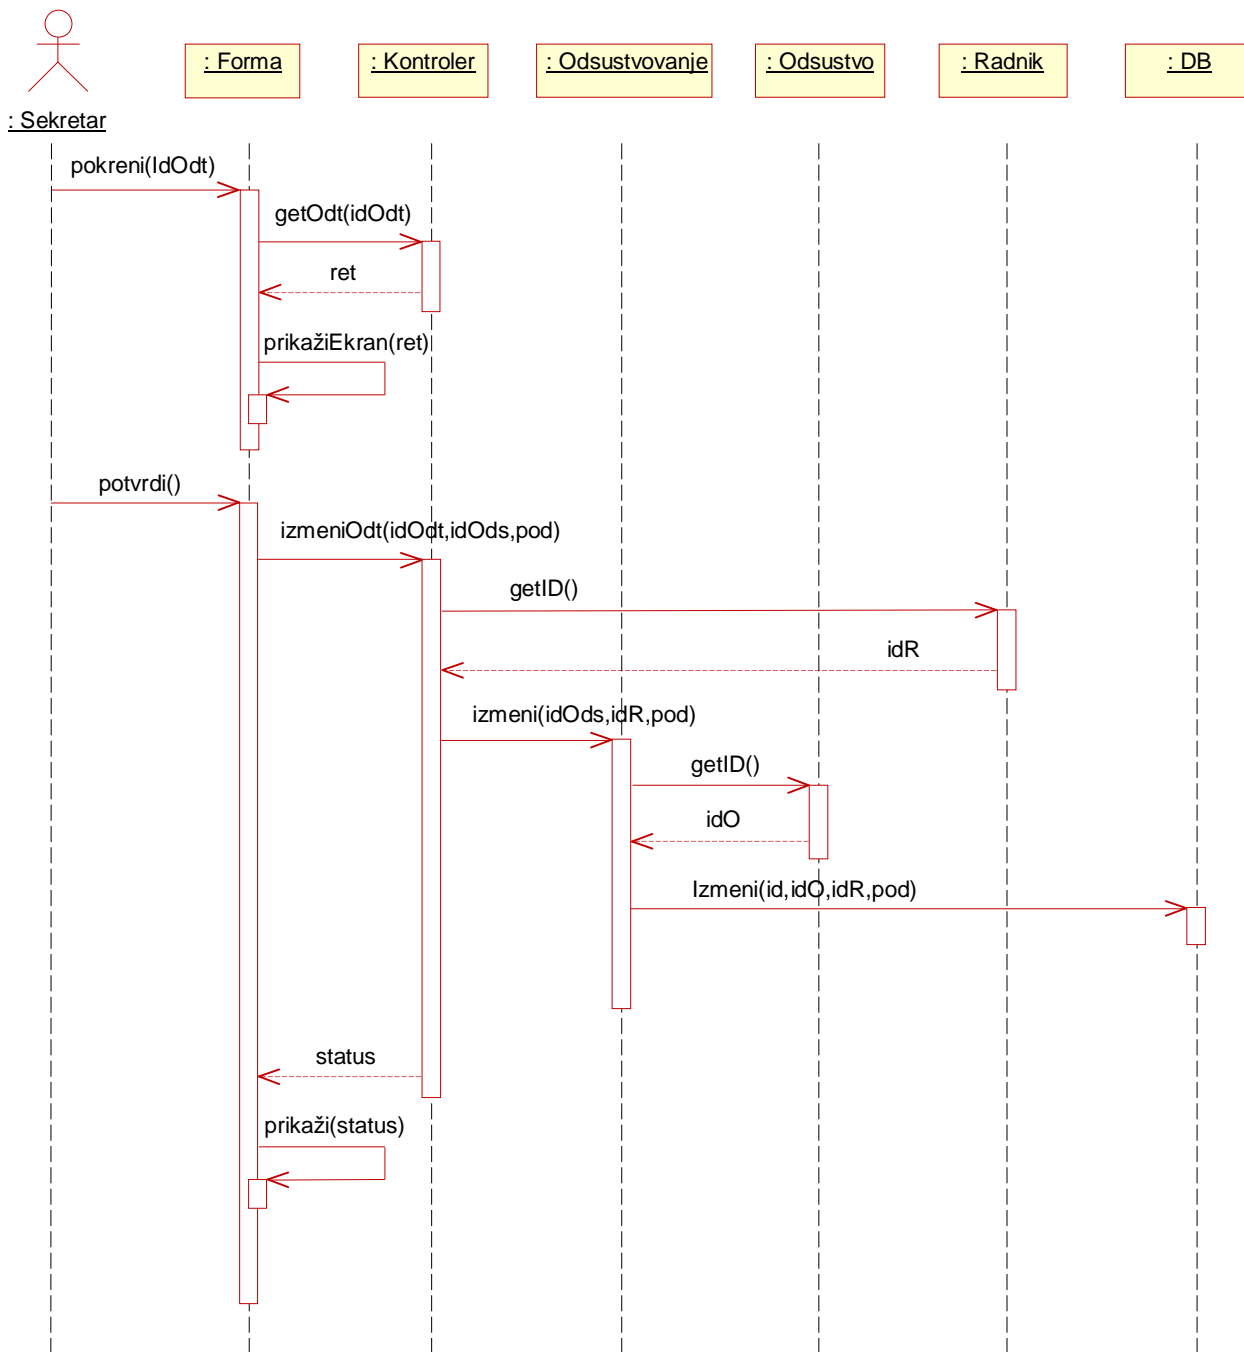 : Forma
: Kontroler
: Odsustvovanje
: Odsustvo
: Radnik
: DB
: Sekretar
pokreni(IdOdt)
getOdt(idOdt)
ret
prikažiEkran(ret)
potvrdi()
izmeniOdt(idOdt,idOds,pod)
getID()
idR
izmeni(idOds,idR,pod)
getID()
idO
Izmeni(id,idO,idR,pod)
status
prikaži(status)